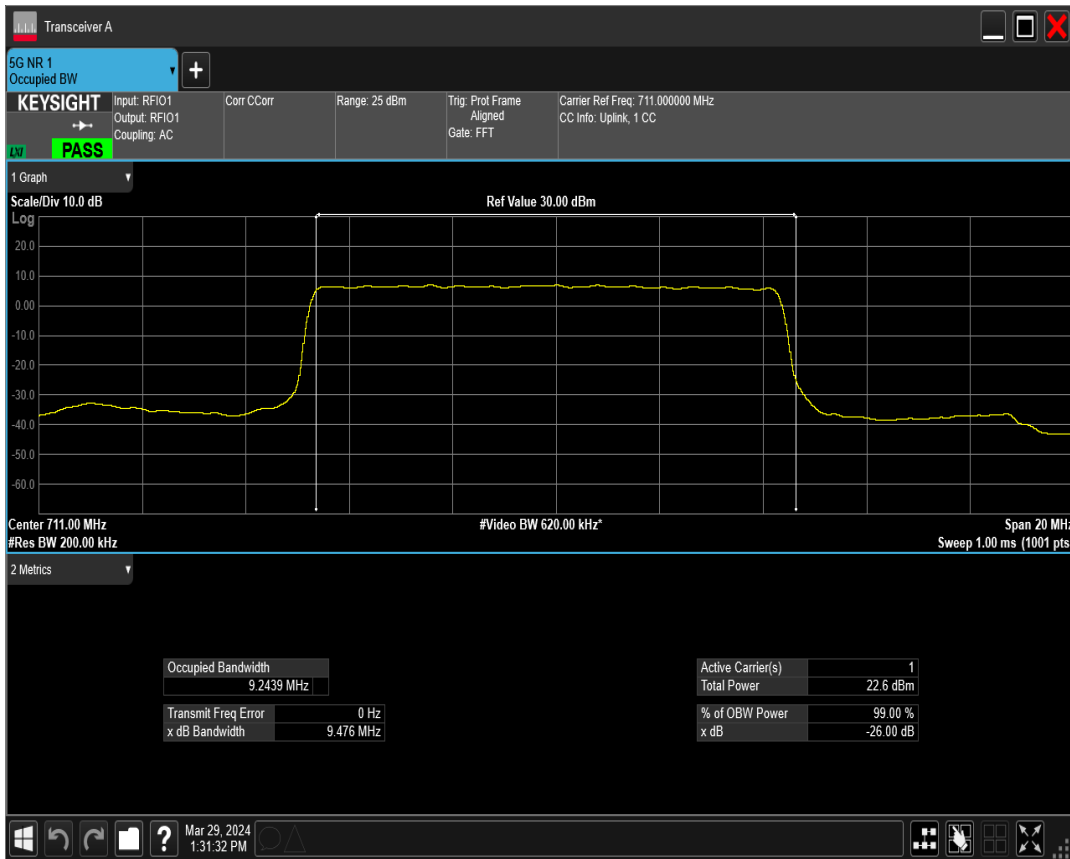 Transceiver A
5G NR 1
Occupied BW
KEYSIGHT
LXI
PASS
Input: RFIO1
Output: RFIO1
Coupling: AC
Corr CCorr
Range: 25 dBm
Trig: Prot Frame
Aligned
Gate: FFT
Carrier Ref Freq: 711.000000 MHz
CC Info: Uplink, 1 CC
1 Graph
Scale/Div 10.0 dB
Ref Value 30.00 dBm
Log
20.0
10.0
0.00
-10.0
-20.0
-30.0
-40.0
-50.0
-60.0
Center 711.00 MHz
#Video BW 620.00 kHz*
Span 20 MHz
#Res BW 200.00 kHz
Sweep 1.00 ms (1001 pts
2 Metrics
Occupied Bandwidth
9.2439 MHz
Transmit Freq Error 0 Hz
x dB Bandwidth 9.476 MHz
Active Carrier(s) 1
Total Power 22.6 dBm
% of OBW Power 99.00 %
x dB -26.00 dB
Mar 29, 2024
1:31:32 PM